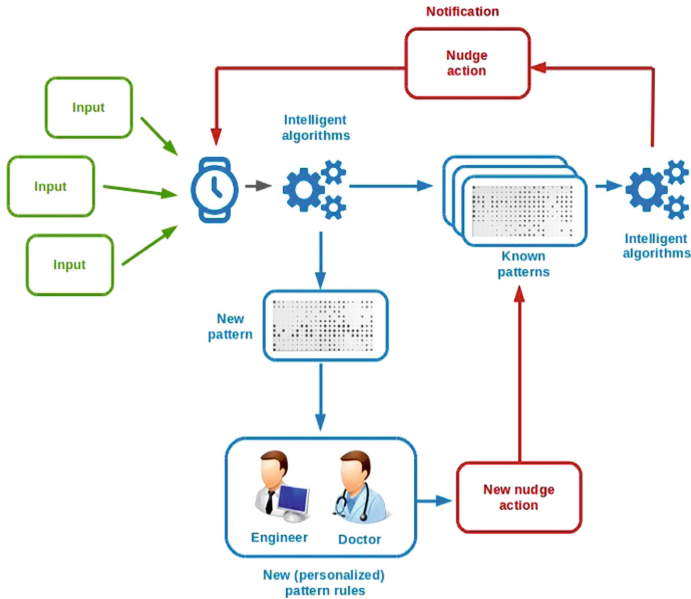 Notification
Nudge
action
Input
Intelligent
algorithms
Input
Input
Known
patterns
Intelligent
algorithms
New
pattern
New nudge
action
Engineer
Doctor
New (personalized)
pattern rules